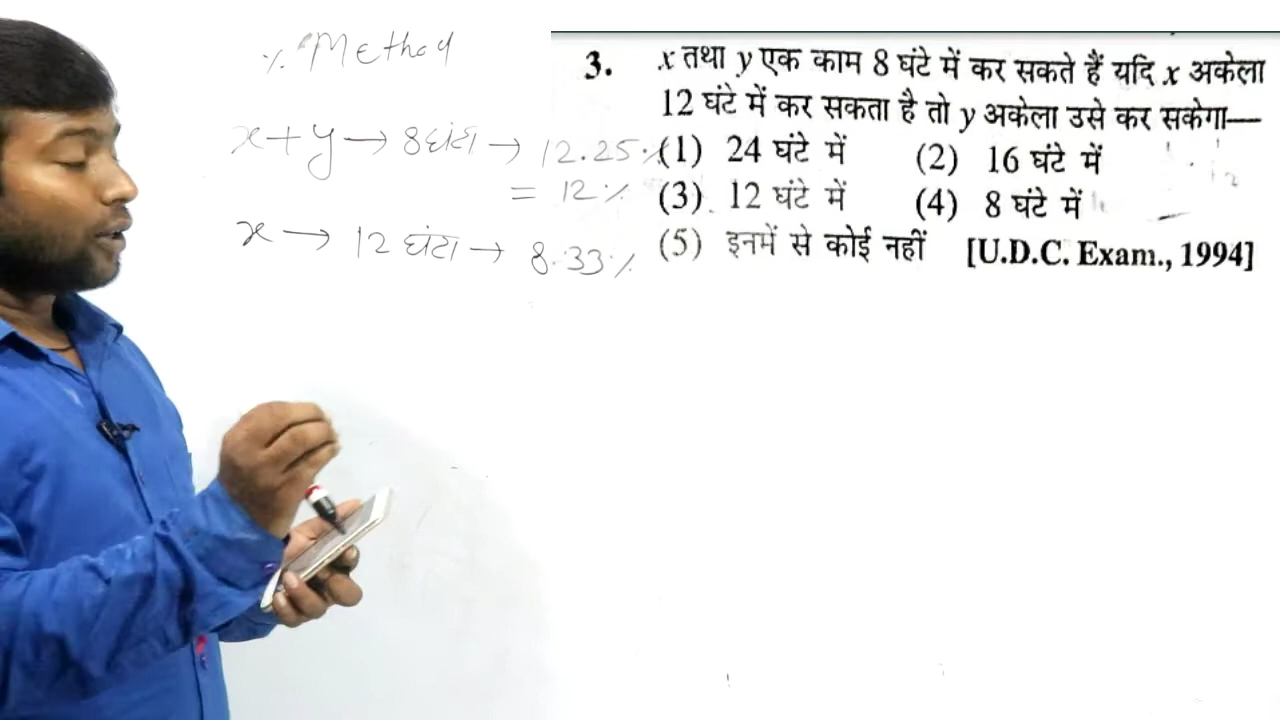 % Method
x+y → 8 घंटा → 12.25%
= 12%
x → 12 घंटा → 8.33%
3. x तथा y एक काम 8 घंटे में कर सकते हैं यदि x अकेला
12 घंटे में कर सकता है तो y अकेला उसे कर सकेगा—
(1) 24 घंटे में (2) 16 घंटे में
(3) 12 घंटे में (4) 8 घंटे में
(5) इनमें से कोई नहीं [U.D.C. Exam., 1994]